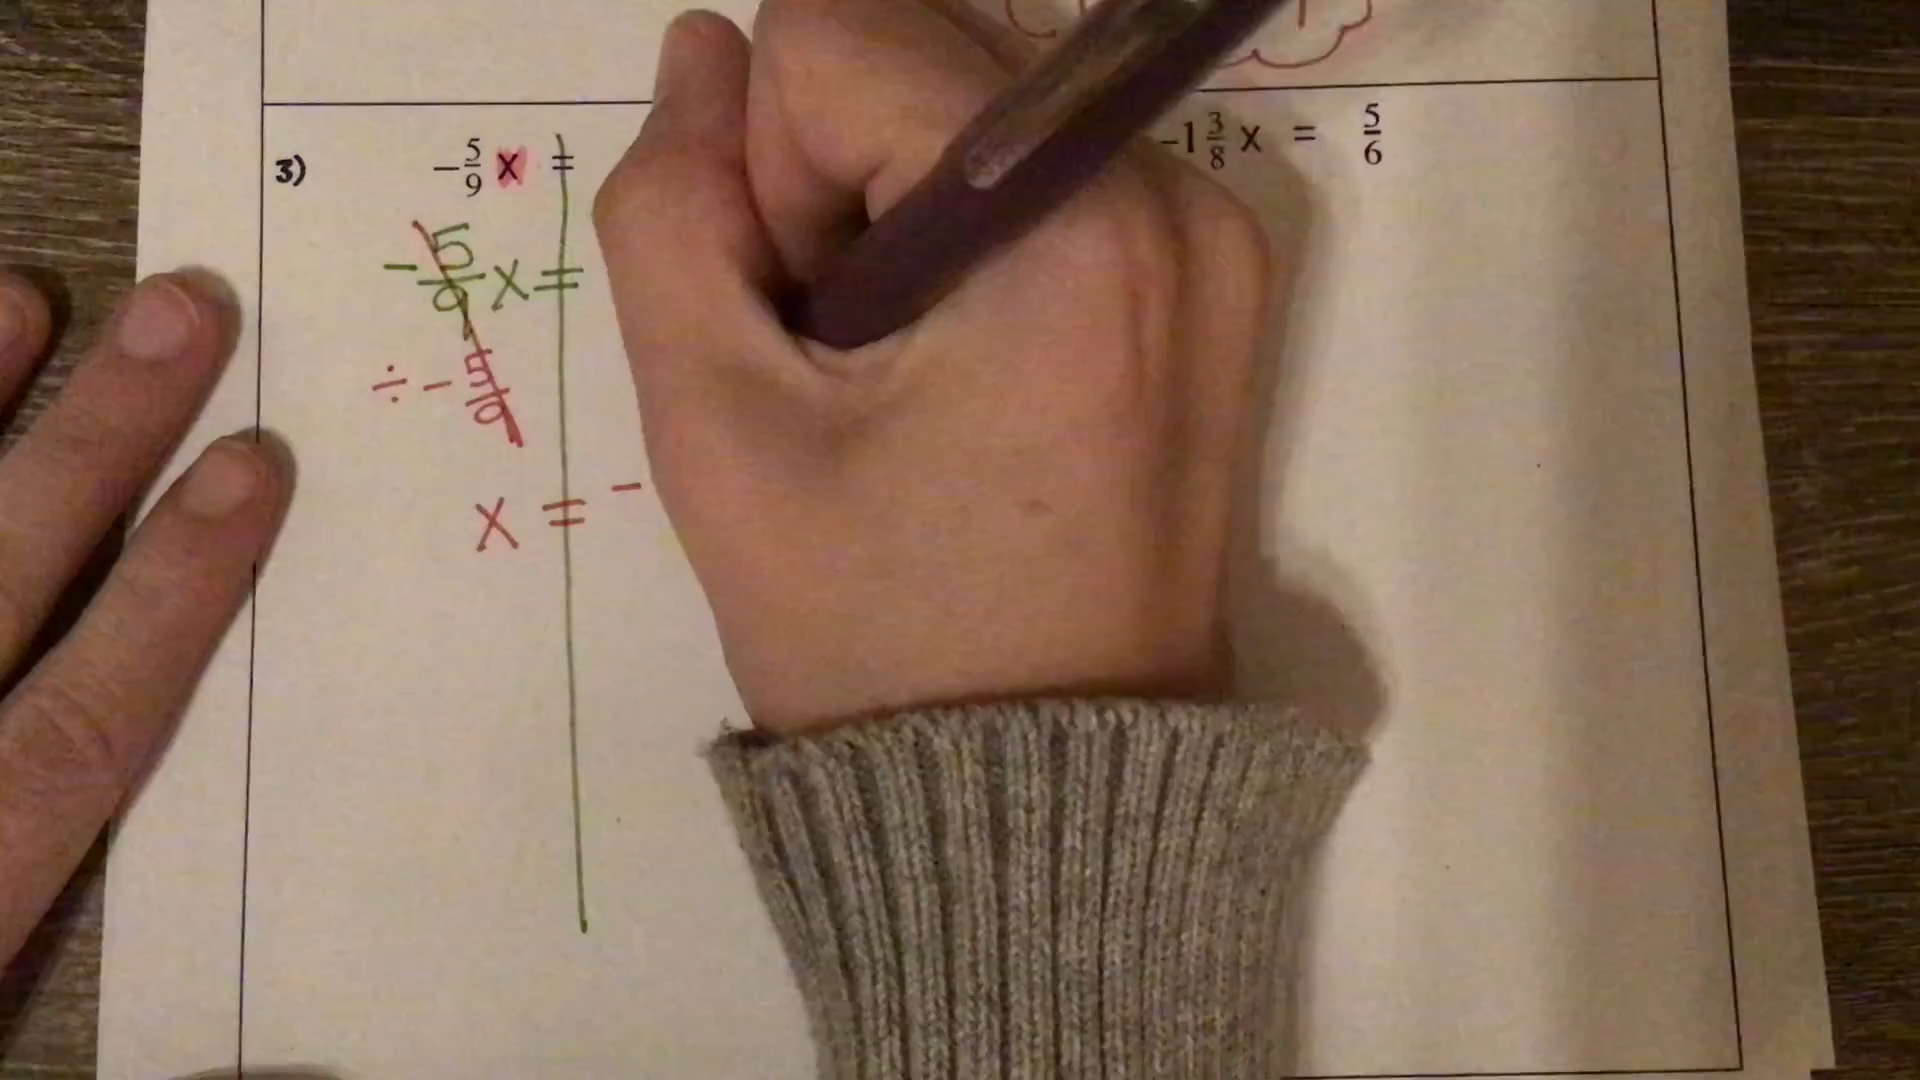 3) -5/9 x =
-5/9 x =
÷ -5/9
x = -
-1 3/8 x = 5/6